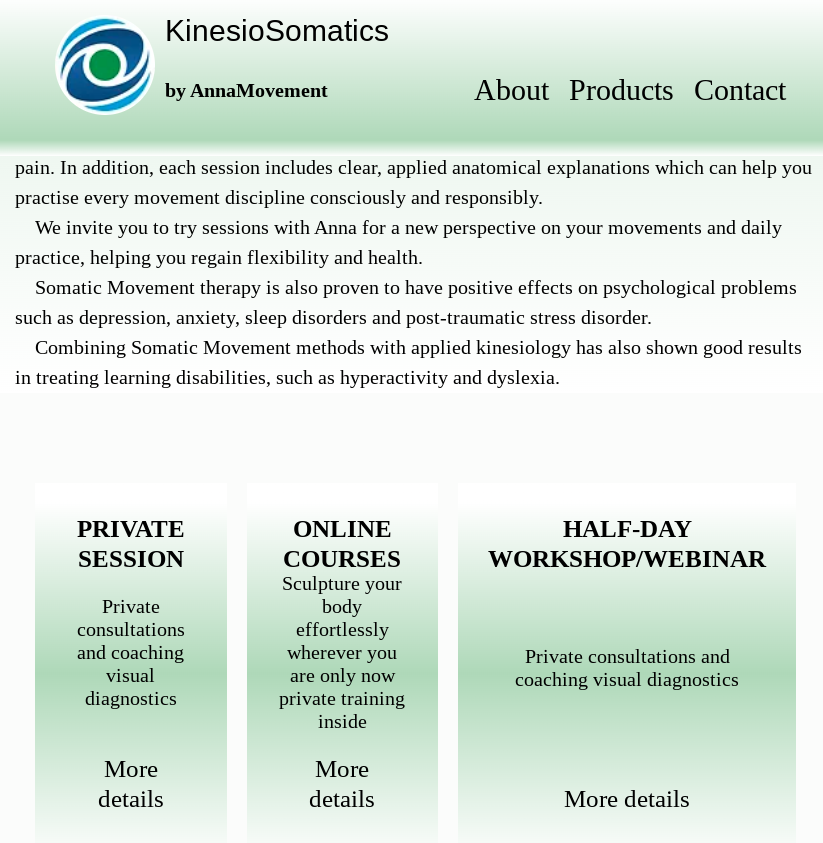 KinesioSomatics
by AnnaMovement
About Products Contact
pain. In addition, each session includes clear, applied anatomical explanations which can help you
practise every movement discipline consciously and responsibly.
We invite you to try sessions with Anna for a new perspective on your movements and daily
practice, helping you regain flexibility and health.
Somatic Movement therapy is also proven to have positive effects on psychological problems
such as depression, anxiety, sleep disorders and post-traumatic stress disorder.
Combining Somatic Movement methods with applied kinesiology has also shown good results
in treating learning disabilities, such as hyperactivity and dyslexia.
PRIVATE
SESSION
Private
consultations
and coaching
visual
diagnostics
More
details
ONLINE
COURSES
Sculpture your
body
effortlessly
wherever you
are only now
private training
inside
More
details
HALF-DAY
WORKSHOP/WEBINAR
Private consultations and
coaching visual diagnostics
More details